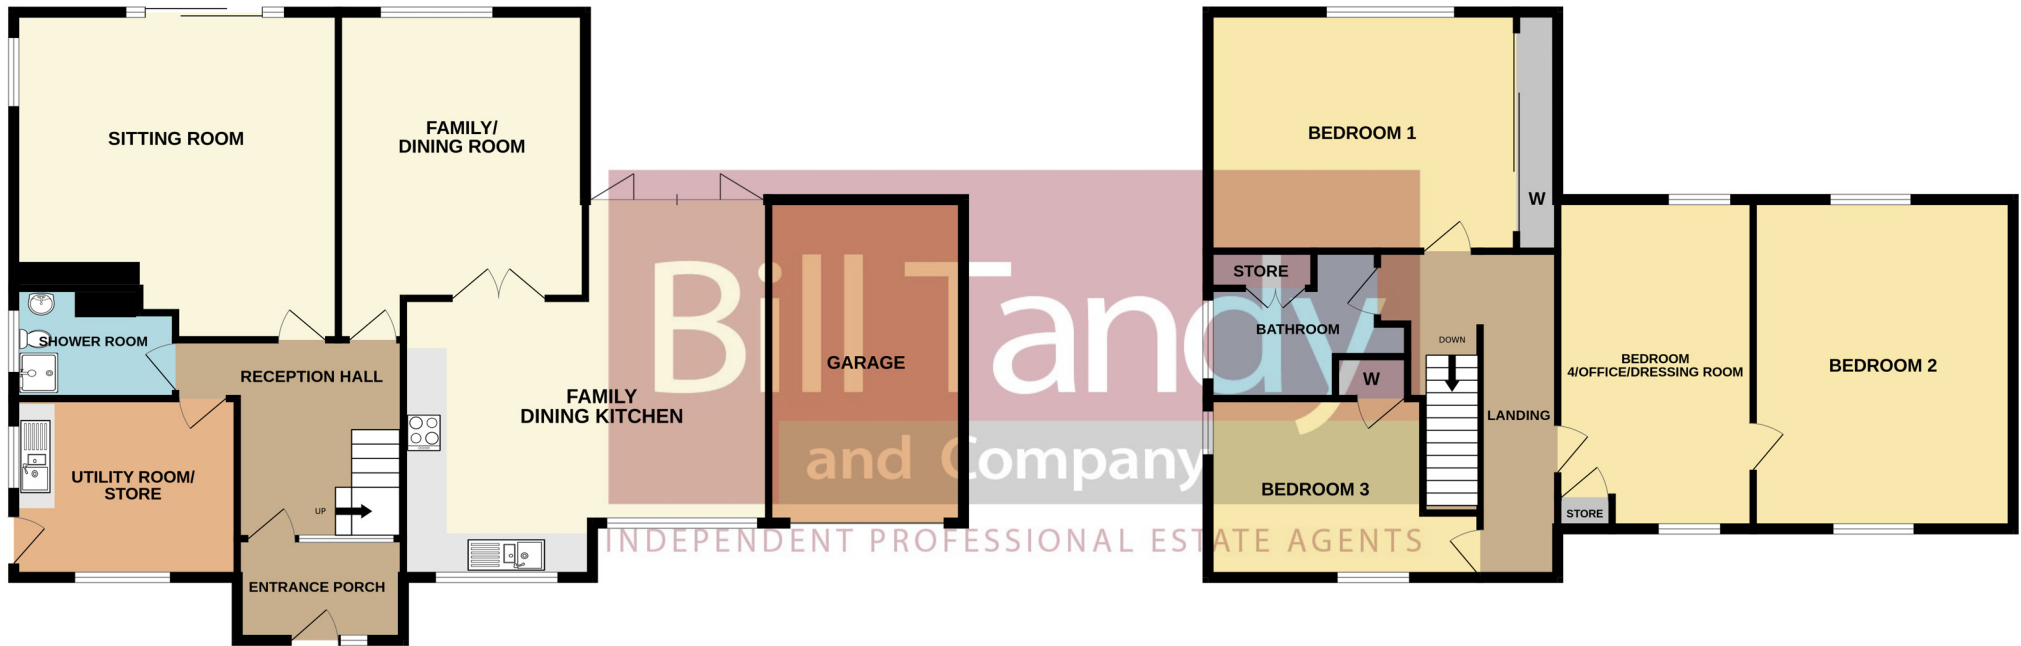 SITTING ROOM
FAMILY/
DINING ROOM
SHOWER ROOM
RECEPTION HALL
FAMILY
DINING KITCHEN
GARAGE
UTILITY ROOM/
STORE
UP
ENTRANCE PORCH
BEDROOM 1
W
STORE
BATHROOM
DOWN
W
LANDING
BEDROOM
4/OFFICE/DRESSING ROOM
BEDROOM 2
BEDROOM 3
STORE
Bill Tandy
and Company
INDEPENDENT PROFESSIONAL ESTATE AGENTS